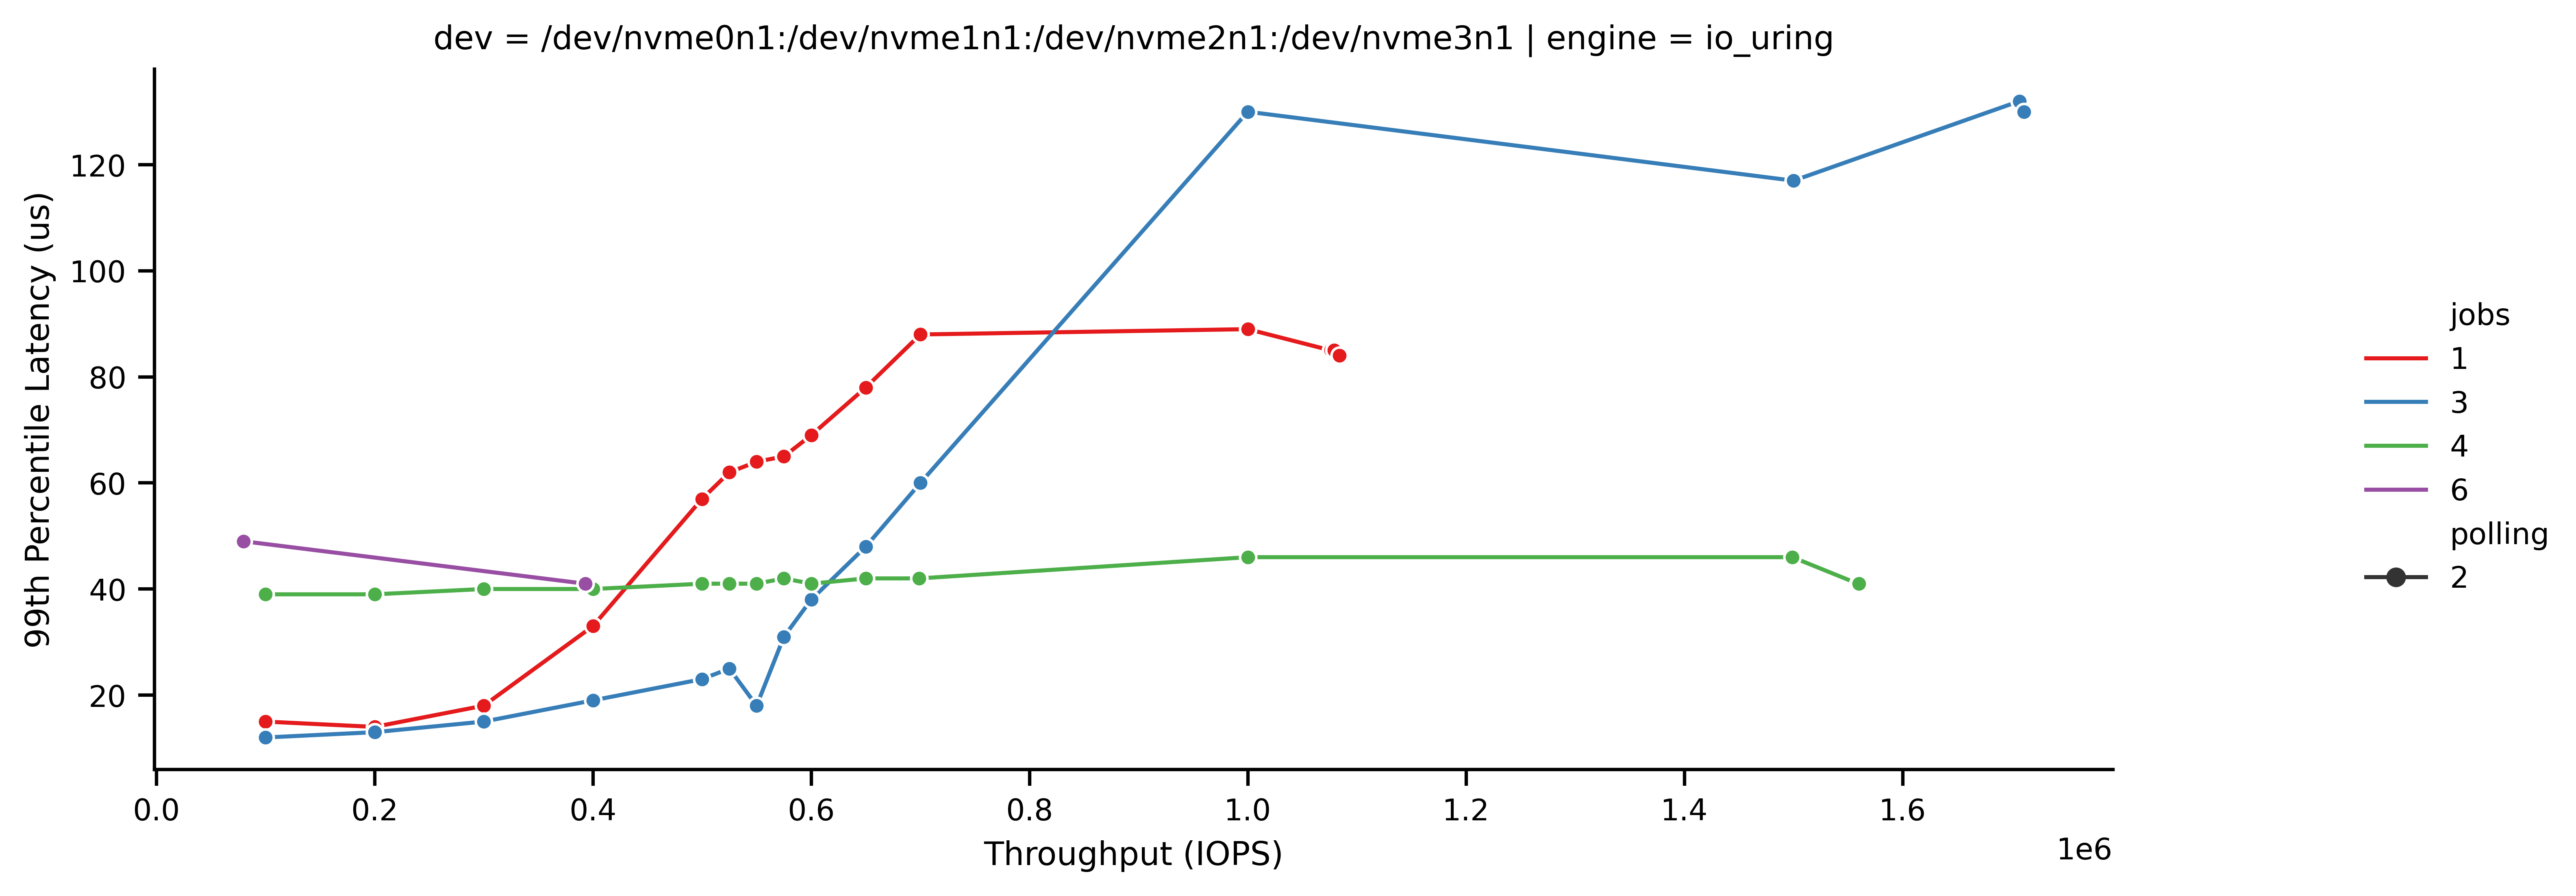 dev = /dev/nvme0n1:/dev/nvme1n1:/dev/nvme2n1:/dev/nvme3n1 | engine = io_uring
99th Percentile Latency (us)
120
100
80
60
40
20
0.0 0.2 0.4 0.6 0.8 1.0 1.2 1.4 1.6
1e6
Throughput (IOPS)
jobs
1
3
4
6
polling
2